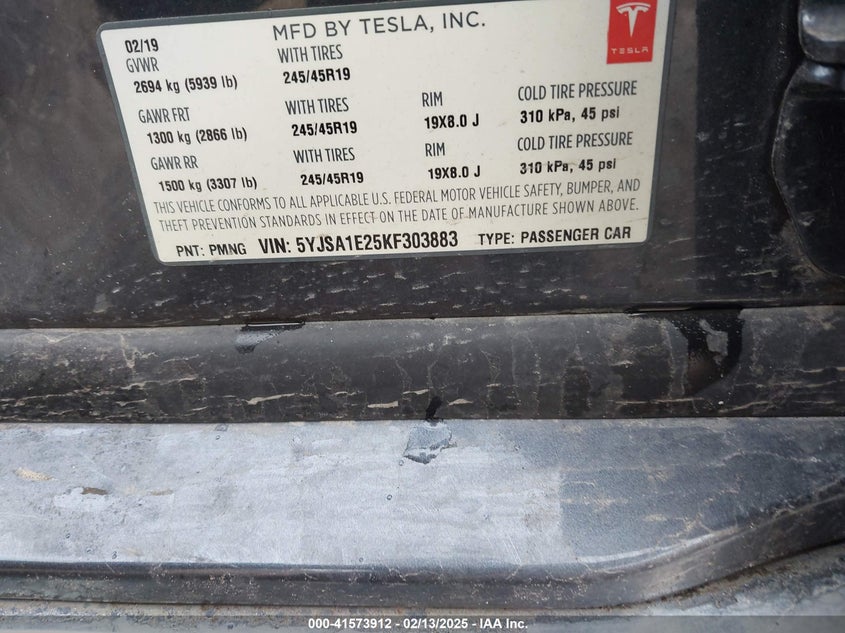 MFD BY TESLA, INC.
TESLA
02/19
GVWR
2694 kg (5939 lb)
WITH TIRES
245/45R19
GAWR FRT
1300 kg (2866 lb)
WITH TIRES
245/45R19
RIM
19X8.0 J
COLD TIRE PRESSURE
310 kPa, 45 psi
GAWR RR
1500 kg (3307 lb)
WITH TIRES
245/45R19
RIM
19X8.0 J
COLD TIRE PRESSURE
310 kPa, 45 psi
THIS VEHICLE CONFORMS TO ALL APPLICABLE U.S. FEDERAL MOTOR VEHICLE SAFETY, BUMPER, AND
THEFT PREVENTION STANDARDS IN EFFECT ON THE DATE OF MANUFACTURE SHOWN ABOVE.
PNT: PMNG VIN: 5YJSA1E25KF303883 TYPE: PASSENGER CAR
000-41573912 - 02/13/2025 - IAA Inc.